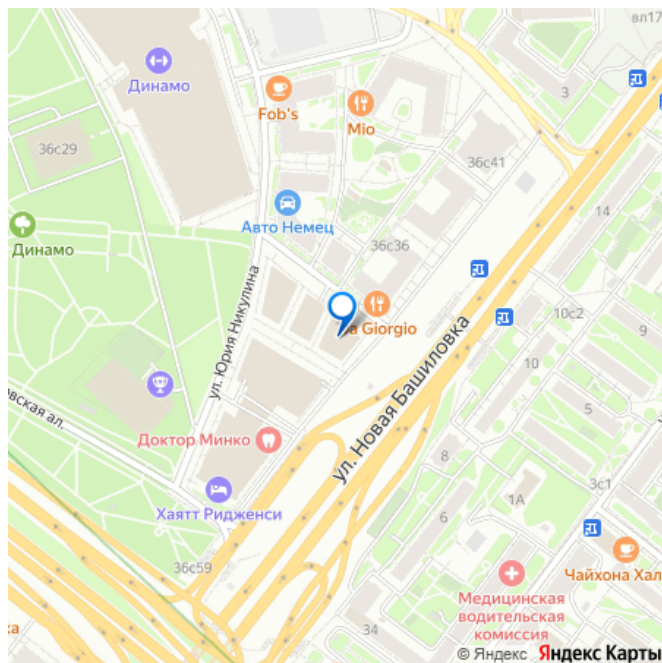 вл17
Динамо
3
Fob's
Mio
36с29
36с41
14
Авто Немец
Динамо
36с36
ул. Юрия Никулина
10с2
9
Giorgio
ул. Новая Башиловка
10
5
вская ал.
Доктор Минко
8
3с1
1А
Хаятт Ридженси
6
Чайхона Хал
36с59
Медицинская
водительская
комиссия
ка
34
© Яндекс Яндекс Карты